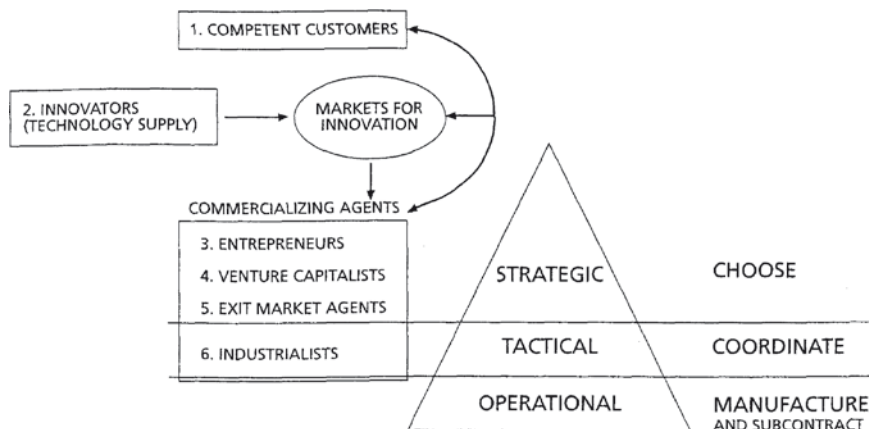 1. COMPETENT CUSTOMERS
2. INNOVATORS
(TECHNOLOGY SUPPLY)
MARKETS FOR
INNOVATION
COMMERCIALIZING AGENTS
3. ENTREPRENEURS
4. VENTURE CAPITALISTS
5. EXIT MARKET AGENTS
6. INDUSTRIALISTS
STRATEGIC
CHOOSE
TACTICAL
COORDINATE
OPERATIONAL
MANUFACTURE
AND SUBCONTRACT